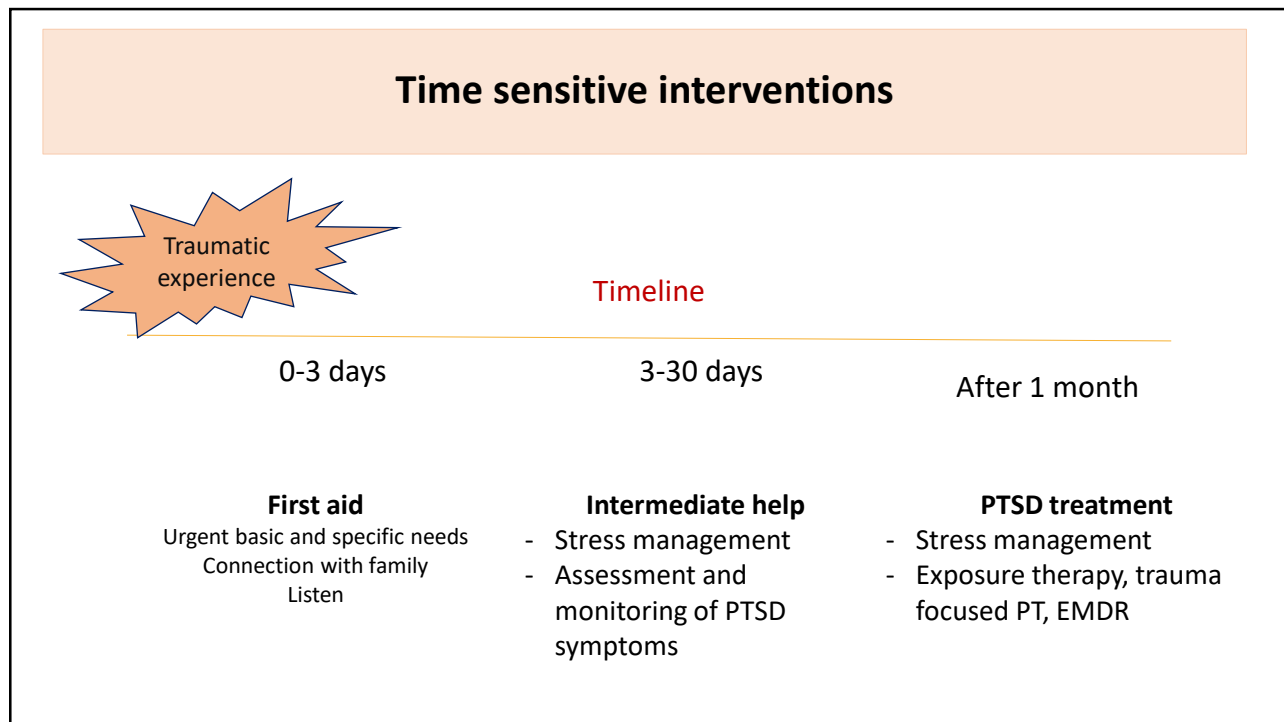 Time sensitive interventions
Traumatic
experience
Timeline
0-3 days
3-30 days
After 1 month
First aid
Urgent basic and specific needs
Connection with family
Listen
Intermediate help
- Stress management
- Assessment and
monitoring of PTSD
symptoms
PTSD treatment
- Stress management
- Exposure therapy, trauma
focused PT, EMDR